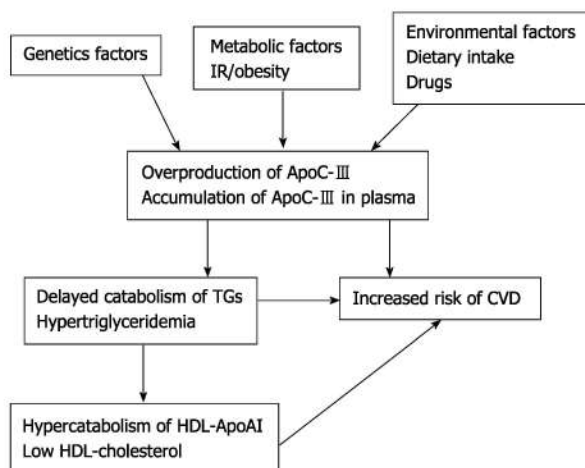 Genetics factors
Metabolic factors
IR/obesity
Environmental factors
Dietary intake
Drugs
Overproduction of ApoC-Ⅲ
Accumulation of ApoC-Ⅲ in plasma
Delayed catabolism of TGs
Hypertriglyceridemia
Increased risk of CVD
Hypercatabolism of HDL-ApoAI
Low HDL-cholesterol